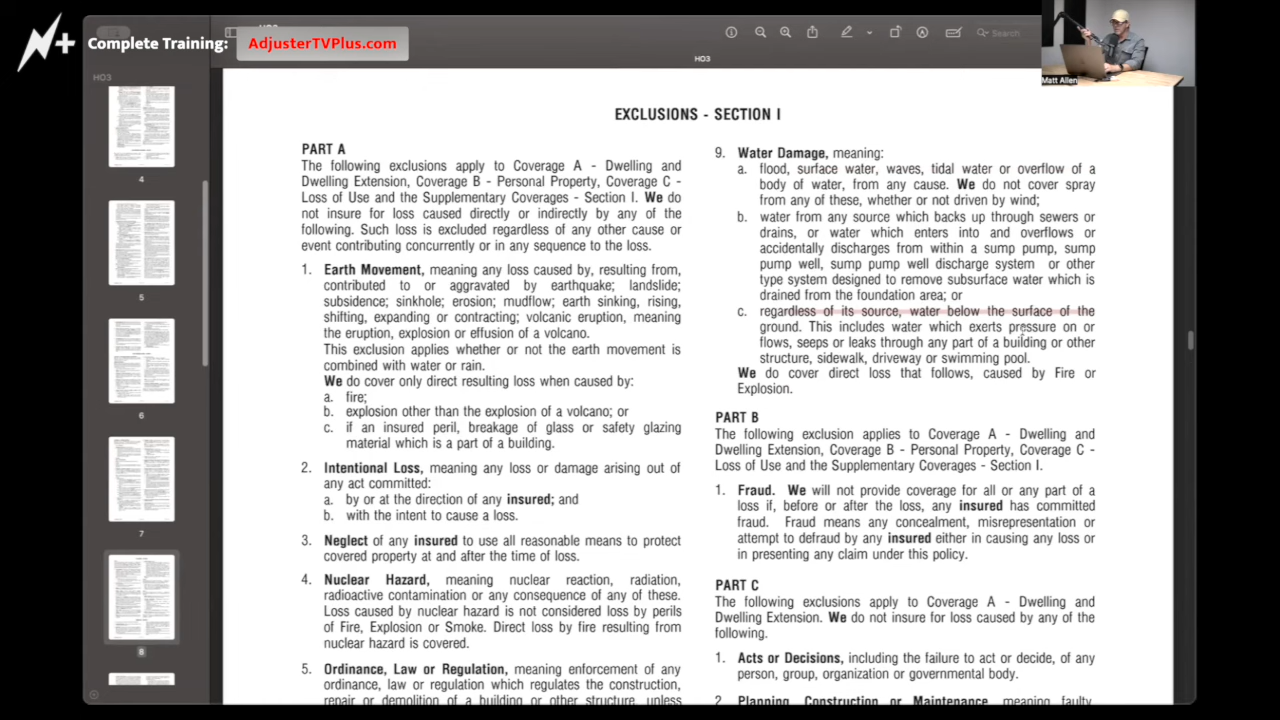 Complete Training:
AdjusterTVPlus.com
HO3
Search
Matt Allen
HO3
4
5
6
7
8
EXCLUSIONS - SECTION I
PART A
The following exclusions apply to Coverage A - Dwelling and
Dwelling Extension, Coverage B - Personal Property, Coverage C -
Loss of Use and the Supplementary Coverages - Section I. We do
not insure for loss caused directly or indirectly by any of the
following. Such loss is excluded regardless of any other cause or
event contributing concurrently or in any sequence to the loss.
1. Earth Movement, meaning any loss caused by, resulting from,
contributed to or aggravated by earthquake; landslide;
subsidence; sinkhole; erosion; mudflow; earth sinking, rising,
shifting, expanding or contracting; volcanic eruption, meaning
the eruption, explosion or effusion of a volcano.
This exclusion applies whether or not the earth movement is
combined with water or rain.
We do cover only direct resulting loss when caused by:
a. fire;
b. explosion other than the explosion of a volcano; or
c. if an insured peril, breakage of glass or safety glazing
material which is a part of a building.
2. Intentional Loss, meaning any loss or damage arising out of
any act committed:
a. by or at the direction of any insured; and
b. with the intent to cause a loss.
3. Neglect of any insured to use all reasonable means to protect
covered property at and after the time of loss.
4. Nuclear Hazard, meaning nuclear reaction, radiation,
radioactive contamination or any consequence of any of these.
Loss caused by nuclear hazard is not considered loss by perils
of Fire, Explosion or Smoke. Direct loss by fire resulting from
nuclear hazard is covered.
5. Ordinance, Law or Regulation, meaning enforcement of any
ordinance, law or regulation which regulates the construction,
repair or demolition of a building or other structure, unless
9. Water Damage, meaning:
a. flood, surface water, waves, tidal water or overflow of a
body of water, from any cause. We do not cover spray
from any of these, whether or not driven by wind;
b. water from any source which backs up through sewers or
drains, or water which enters into and overflows or
accidentally discharges from within a sump pump, sump
pump well, sump pump well discharge system or other
type system designed to remove subsurface water which is
drained from the foundation area; or
c. regardless of its source, water below the surface of the
ground. This includes water which exerts pressure on or
flows, seeps or leaks through any part of a building or other
structure, sidewalk, driveway or swimming pool.
We do cover direct loss that follows, caused by Fire or
Explosion.
PART B
The following exclusion applies to Coverage A - Dwelling and
Dwelling Extension, Coverage B - Personal Property, Coverage C -
Loss of Use and the Supplementary Coverages - Section I.
1. Fraud. We will not provide coverage for all or any part of a
loss if, before or after the loss, any insured has committed
fraud. Fraud means any concealment, misrepresentation or
attempt to defraud by any insured either in causing any loss or
in presenting any claim under this policy.
PART C
The following exclusions apply to Coverage A - Dwelling and
Dwelling Extension. We do not insure for loss caused by any of the
following.
1. Acts or Decisions, including the failure to act or decide, of any
person, group, organization or governmental body.
2. Planning, Construction or Maintenance, meaning faulty,